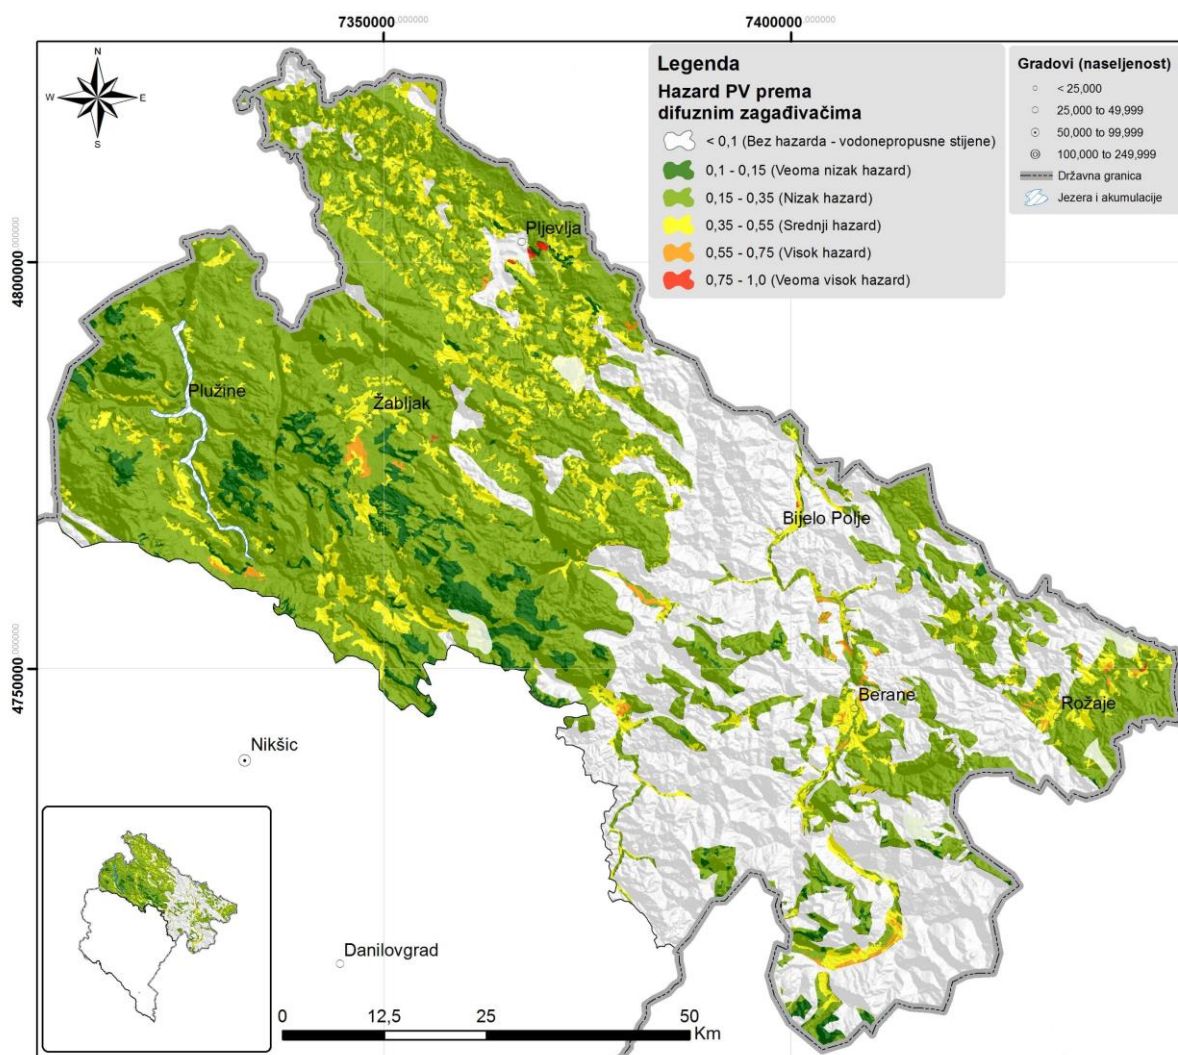 7350000,000000
7400000,000000
N
W
E
S
4800000,000000
4750000,000000
Legenda
Hazard PV prema
difuznim zagađivačima
< 0,1 (Bez hazarda - vodonepropusne stijene)
0,1 - 0,15 (Veoma nizak hazard)
0,15 - 0,35 (Nizak hazard)
0,35 - 0,55 (Srednji hazard)
0,55 - 0,75 (Visok hazard)
0,75 - 1,0 (Veoma visok hazard)
Gradovi (naseljenost)
< 25,000
25,000 to 49,999
50,000 to 99,999
100,000 to 249,999
Državna granica
Jezera i akumulacije
Pljevlja
Plužine
Žabljak
Bijelo Polje
Berane
Rožaje
Nikšic
Danilovgrad
0 12,5 25 50
Km